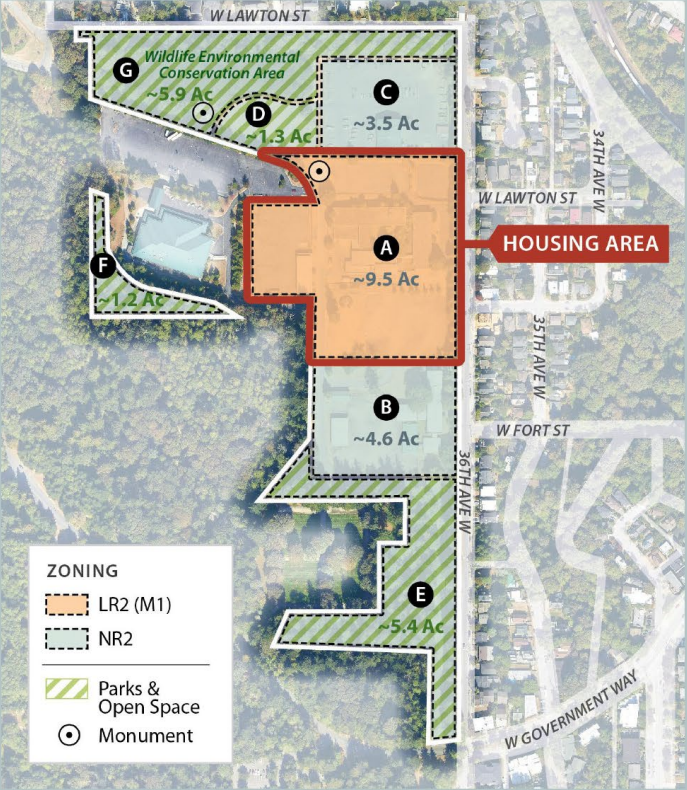 W LAWTON ST
G
Wildlife Environmental
Conservation Area
~5.9 Ac
D
~1.3 Ac
C
~3.5 Ac
34TH AVE W
W LAWTON ST
A
~9.5 Ac
HOUSING AREA
F
~1.2 Ac
35TH AVE W
B
~4.6 Ac
W FORT ST
36TH AVE W
E
~5.4 Ac
W GOVERNMENT WAY
ZONING
LR2 (M1)
NR2
Parks &
Open Space
Monument